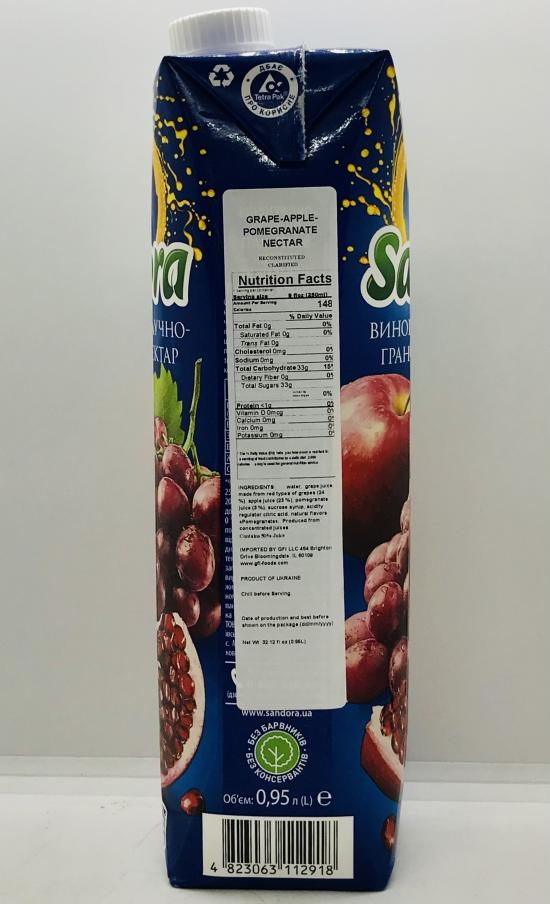 ДБАЄ
Tetra Pak
ПРО КОРИСНЕ
ra
УЧНО-
КТАР
Sa
ВИНО
ГРАН
GRAPE-APPLE-
POMEGRANATE
NECTAR
RECONSTITUTED
CLARIFIED
Nutrition Facts
Serving size 8 floz (250ml)
Amount Per Serving
Calories 148
% Daily Value
Total Fat 0g 0%
Saturated Fat 0g 0%
Trans Fat 0g
Cholesterol 0mg 0%
Sodium 0mg 0%
Total Carbohydrate 33g 15%
Dietary Fiber 0g 0%
Total Sugars 33g
0%
Protein <1g 0%
Vitamin D 0mcg 0%
Calcium 0mg 0%
Iron 0mg 0%
Potassium 0mg 0%
INGREDIENTS water, grape juice
made from red types of grapes (24
%), apple juice (23 %), pomegranate
juice (3 %), sucrose syrup, acidity
regulator citric acid, natural flavors
«Pomegranate». Produced from
concentrated juices
Contains 50% Juice
IMPORTED BY GFI LLC 464 Brighton
Drive Bloomingdale, IL 60108
www.gfi-foods.com
PRODUCT OF UKRAINE
Chill before Serving.
Date of production and best before
shown on the package (dd/mm/yyyy)
Net Wt. 32.12 fl oz (0.95L)
www.sandora.ua
БЕЗ БАРВНИКІВ
БЕЗ КОНСЕРВАНТІВ
Об'єм: 0,95 л (L) e
4 823063 112918